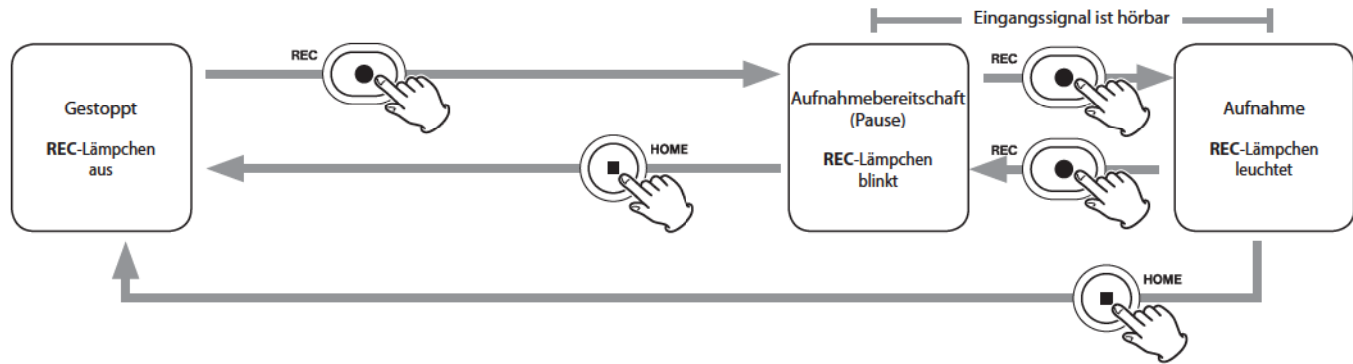 Eingangssignal ist hörbar
REC
Gestoppt
REC-Lämpchen
aus
HOME
Aufnahmebereitschaft
(Pause)
REC-Lämpchen
blinkt
REC
REC
Aufnahme
REC-Lämpchen
leuchtet
HOME